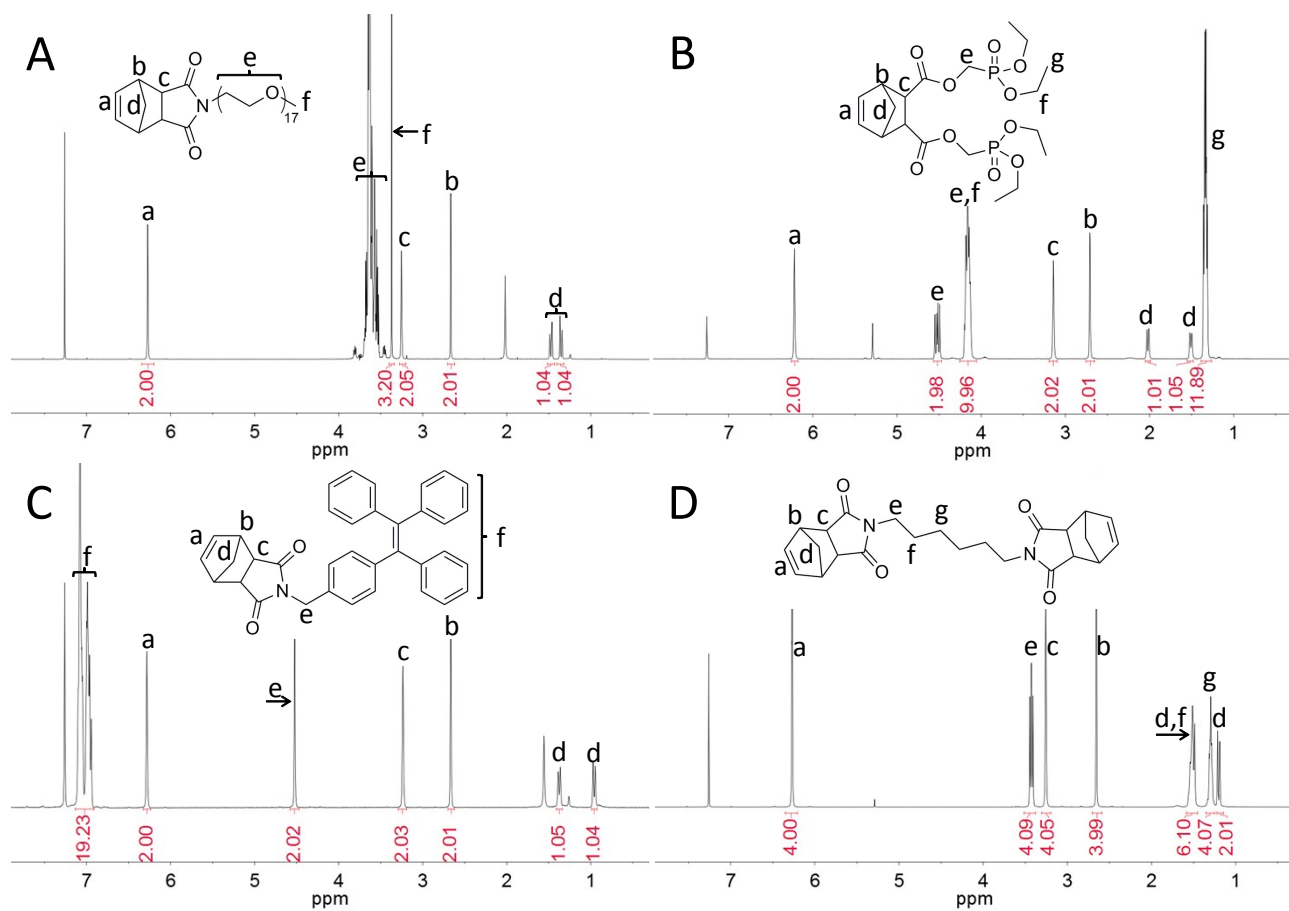 A
b
c
e
a
d
O
N
O
O
17
f
f
e
a
c
b
d
2.00
3.20
2.05
2.01
1.04
1.04
7
6
5
4
3
2
1
ppm
B
b
c
e
g
a
d
f
O
O
P
O
O
O
O
O
P
O
O
O
a
e
e,f
c
b
d
d
g
2.00
1.98
9.96
2.02
2.01
1.01
1.05
11.89
7
6
5
4
3
2
1
ppm
C
a
b
c
d
O
N
O
e
f
f
a
e
c
b
d
d
19.23
2.00
2.02
2.03
2.01
1.05
1.04
7
6
5
4
3
2
1
ppm
D
b
c
e
g
a
d
f
O
N
O
O
N
O
a
e
c
b
d,f
g
d
4.00
4.09
4.05
3.99
6.10
4.07
2.01
7
6
5
4
3
2
1
ppm